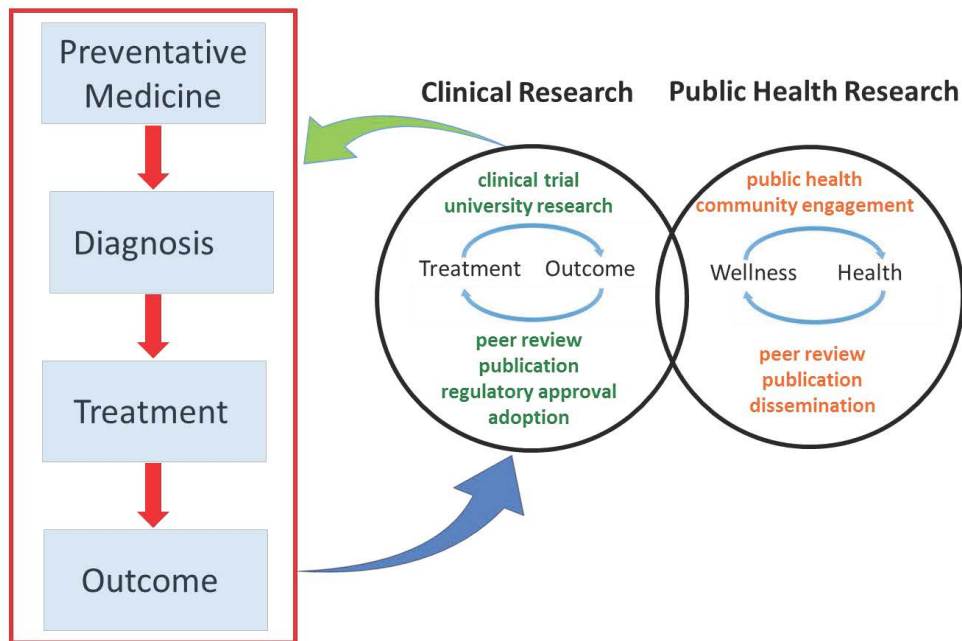 Preventative
Medicine
Diagnosis
Treatment
Outcome
Clinical Research
clinical trial
university research
Treatment
Outcome
peer review
publication
regulatory approval
adoption
Public Health Research
public health
community engagement
Wellness
Health
peer review
publication
dissemination